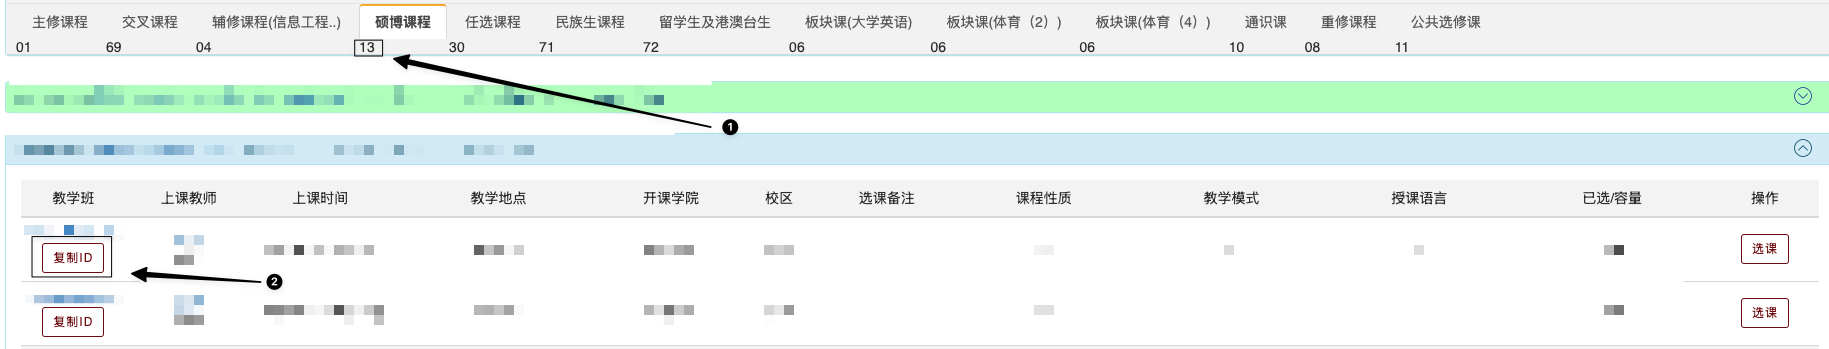 主修课程 交叉课程 辅修课程(信息工程..) 硕博课程 任选课程 民族生课程 留学生及港澳台生 板块课(大学英语) 板块课(体育（2）) 板块课(体育（4）) 通识课 重修课程 公共选修课
01 69 04 13 30 71 72 06 06 06 10 08 11
1
教学班 上课教师 上课时间 教学地点 开课学院 校区 选课备注 课程性质 教学模式 授课语言 已选/容量 操作
复制ID 选课
2
复制ID 选课